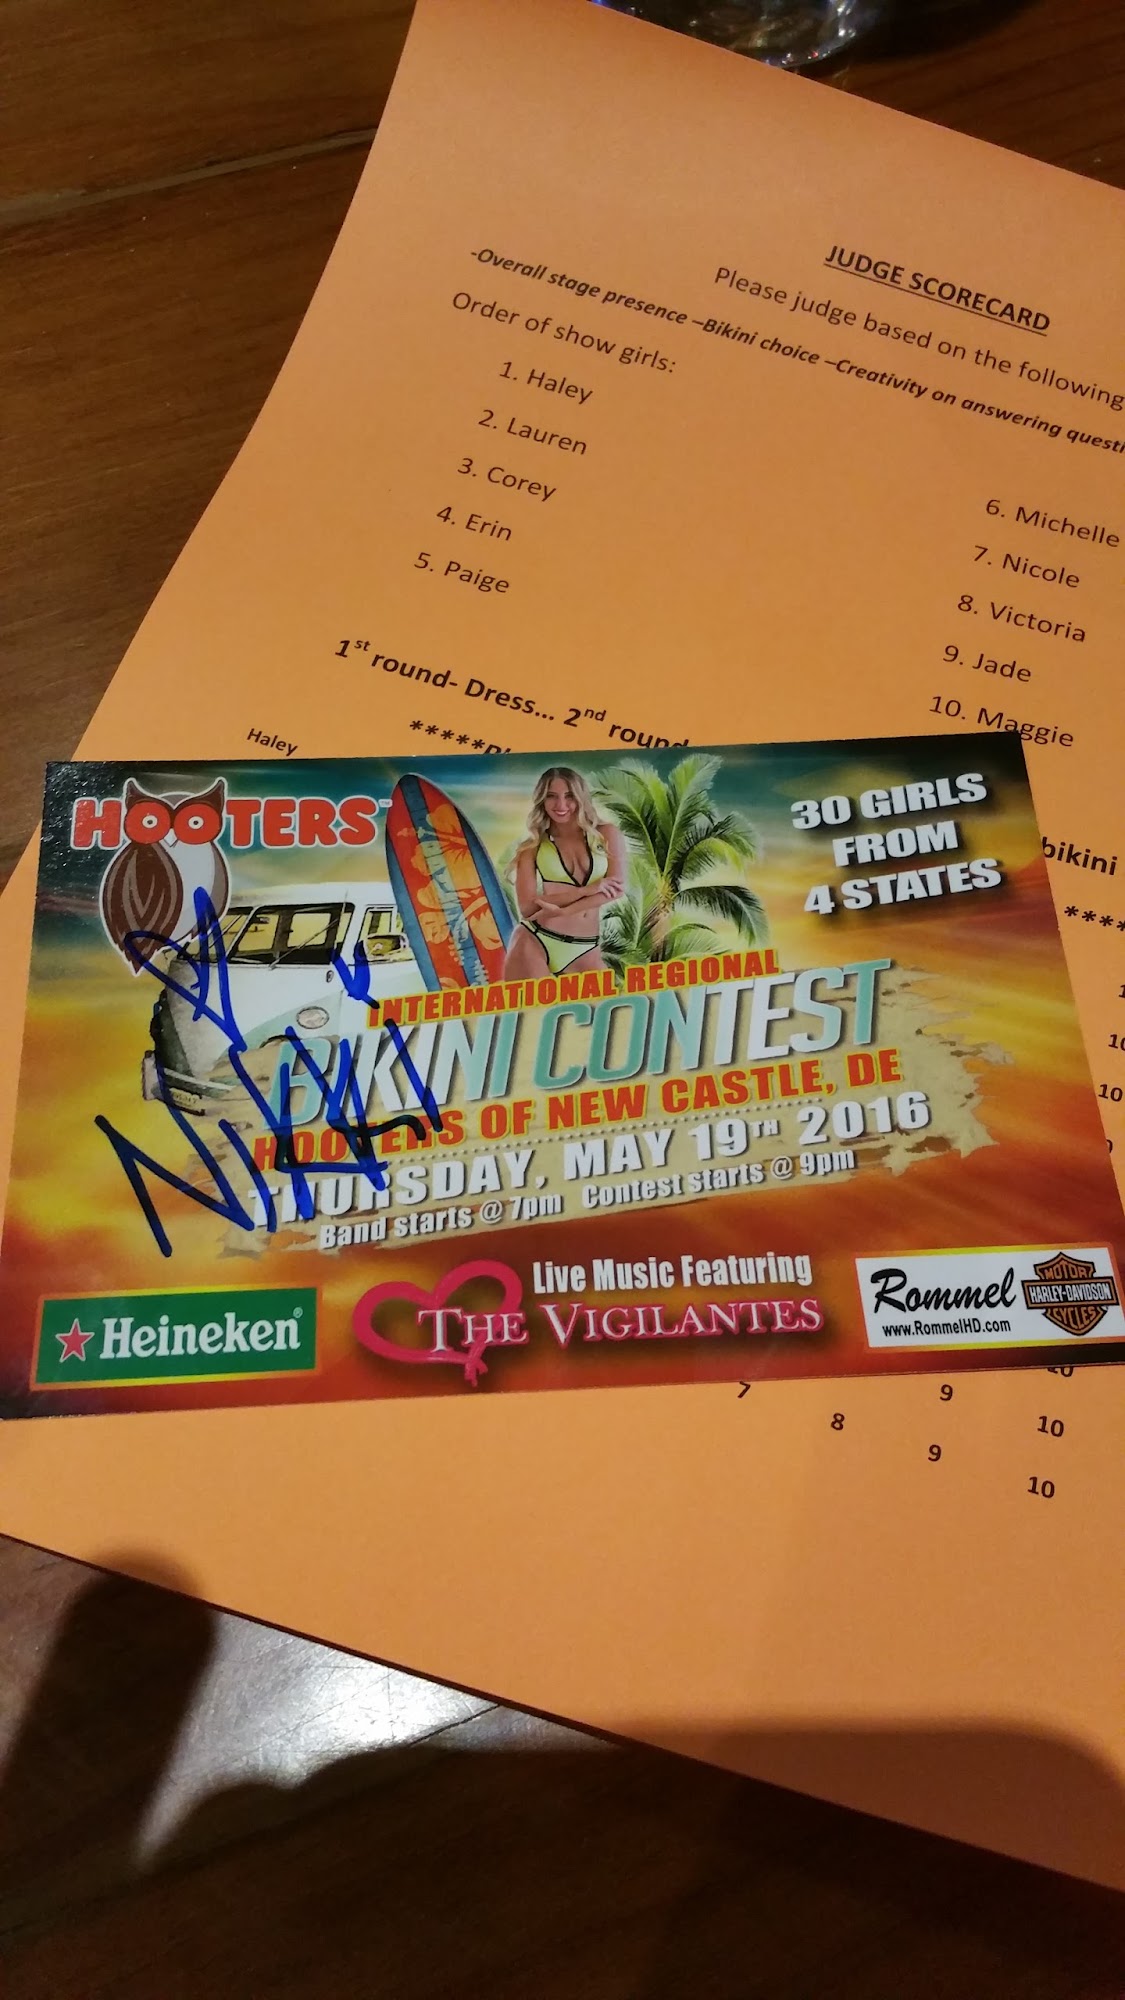 JUDGE SCORECARD
Please judge based on the following
-Overall stage presence –Bikini choice –Creativity on answering
Order of show girls:
1. Haley
2. Lauren
3. Corey
4. Erin
5. Paige
6. Michelle
7. Nicole
8. Victoria
9. Jade
10. Maggie
1st round- Dress... 2nd round
bikini
*****
****
Haley
HOOTERS™
30 GIRLS
FROM
4 STATES
INTERNATIONAL REGIONAL
BIKINI CONTEST
HOOTERS OF NEW CASTLE, DE
THURSDAY, MAY 19TH 2016
Band starts @ 7pm Contest starts @ 9pm
NIKKI
Heineken®
Live Music Featuring
THE VIGILANTES
Rommel
www.RommelHD.com
MOTOR
HARLEY-DAVIDSON
CYCLES
10
10
7 9 10
8 9 10